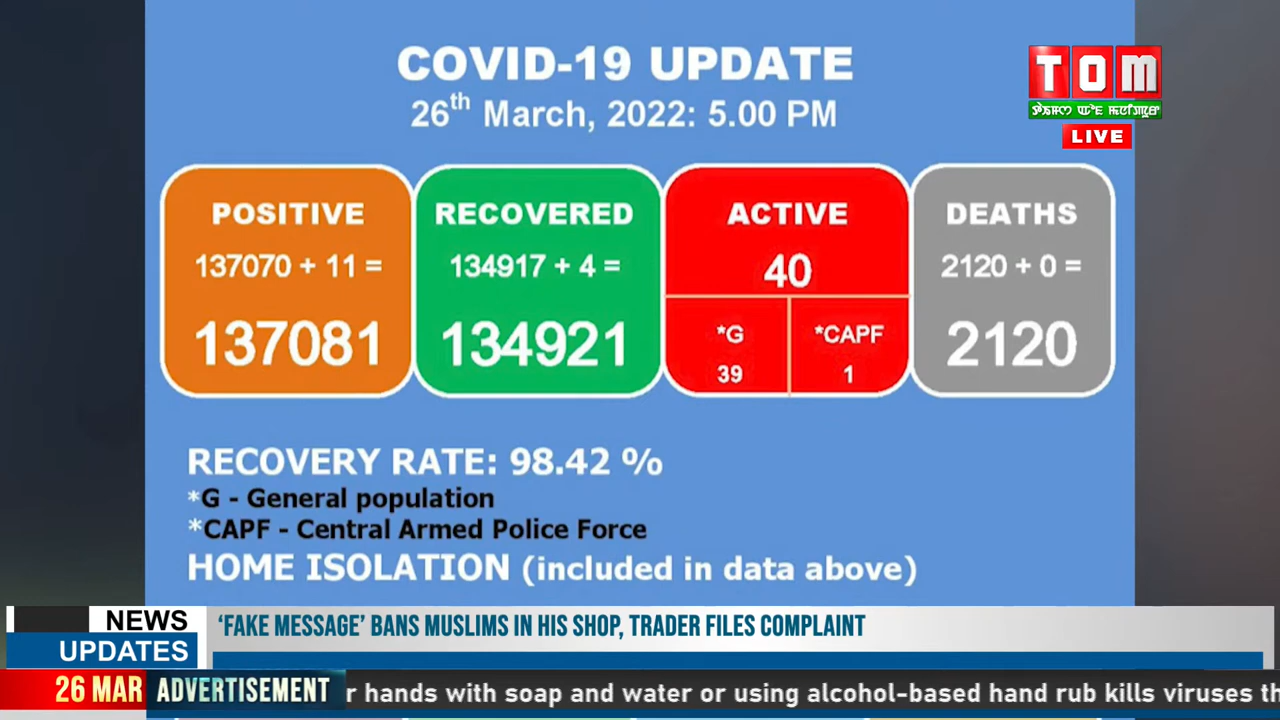 COVID-19 UPDATE
26th March, 2022: 5.00 PM
TOM
LIVE
POSITIVE
137070 + 11 =
137081
RECOVERED
134917 + 4 =
134921
ACTIVE
40
*G
39
*CAPF
1
DEATHS
2120 + 0 =
2120
RECOVERY RATE: 98.42 %
*G - General population
*CAPF - Central Armed Police Force
HOME ISOLATION (included in data above)
NEWS
UPDATES
‘FAKE MESSAGE’ BANS MUSLIMS IN HIS SHOP, TRADER FILES COMPLAINT
26 MAR ADVERTISEMENT
r hands with soap and water or using alcohol-based hand rub kills viruses th